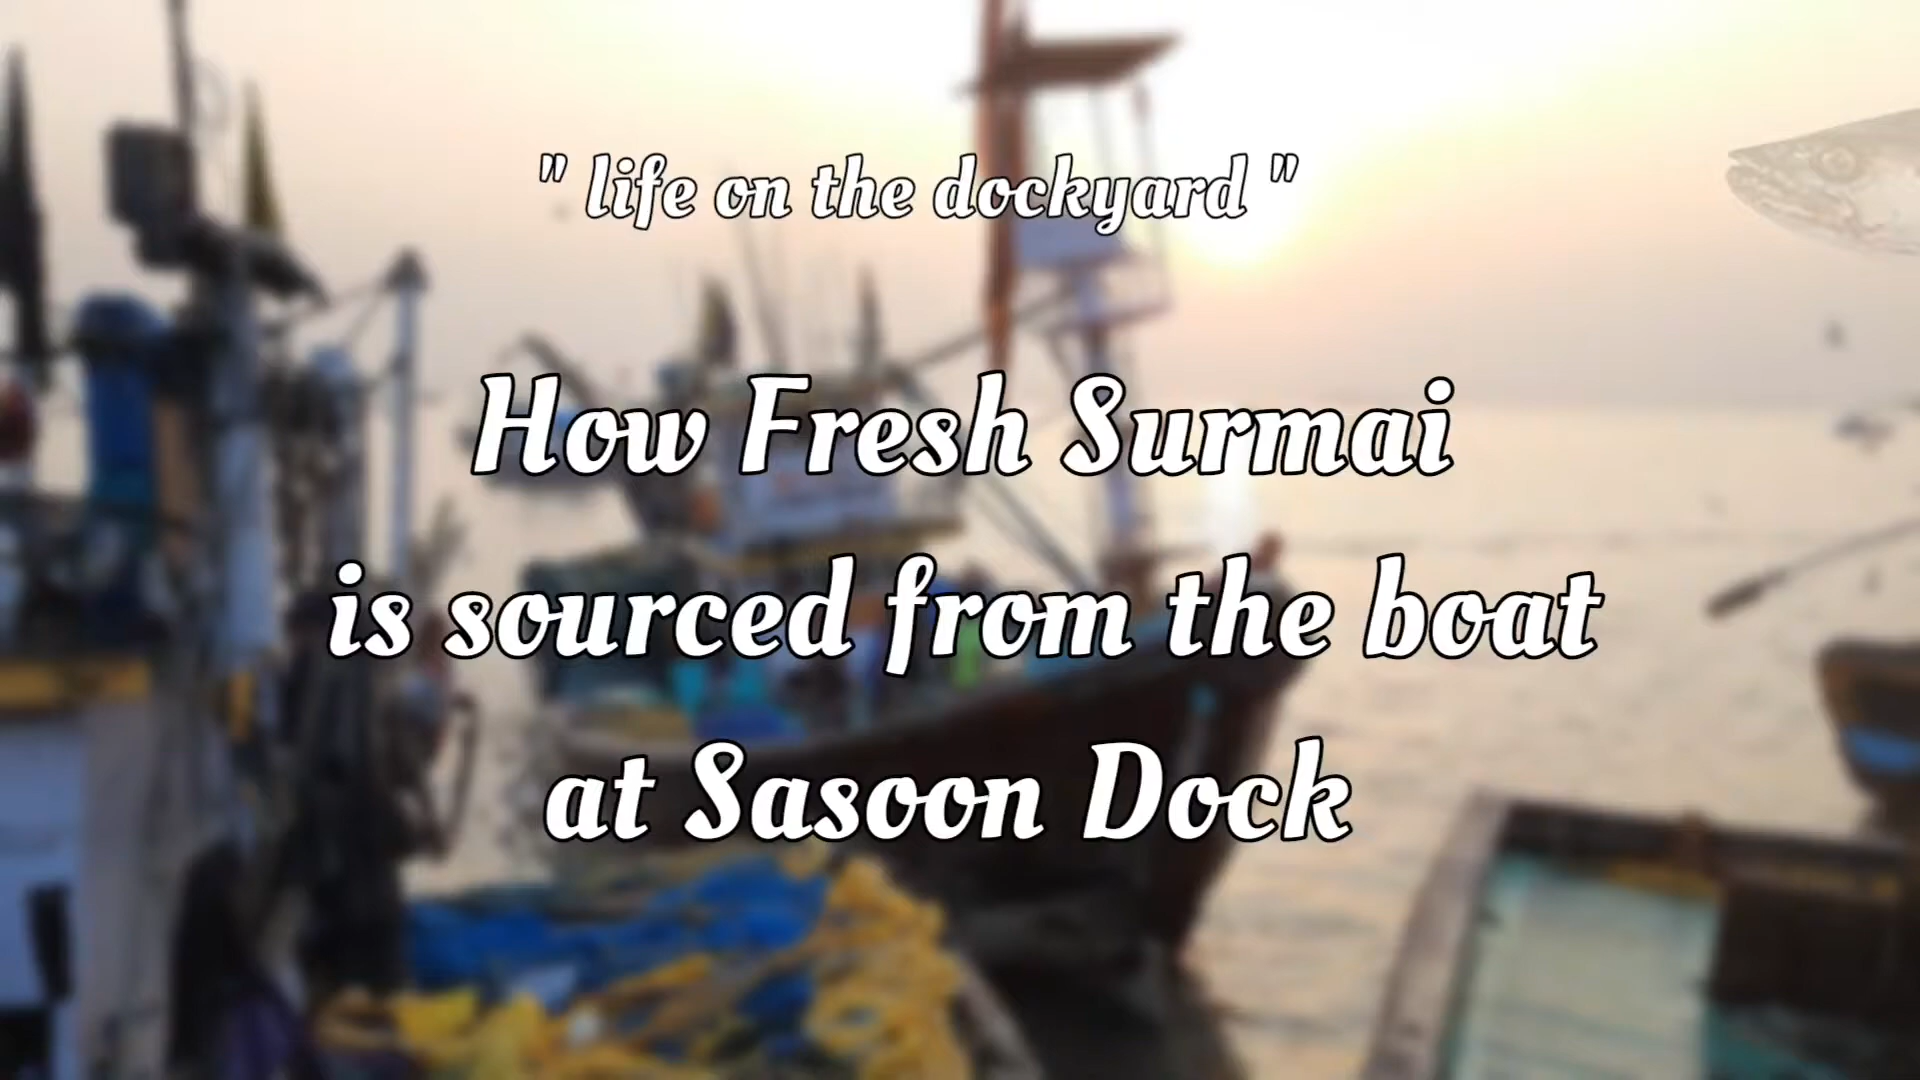 " life on the dockyard "
How Fresh Surmai
is sourced from the boat
at Sasoon Dock